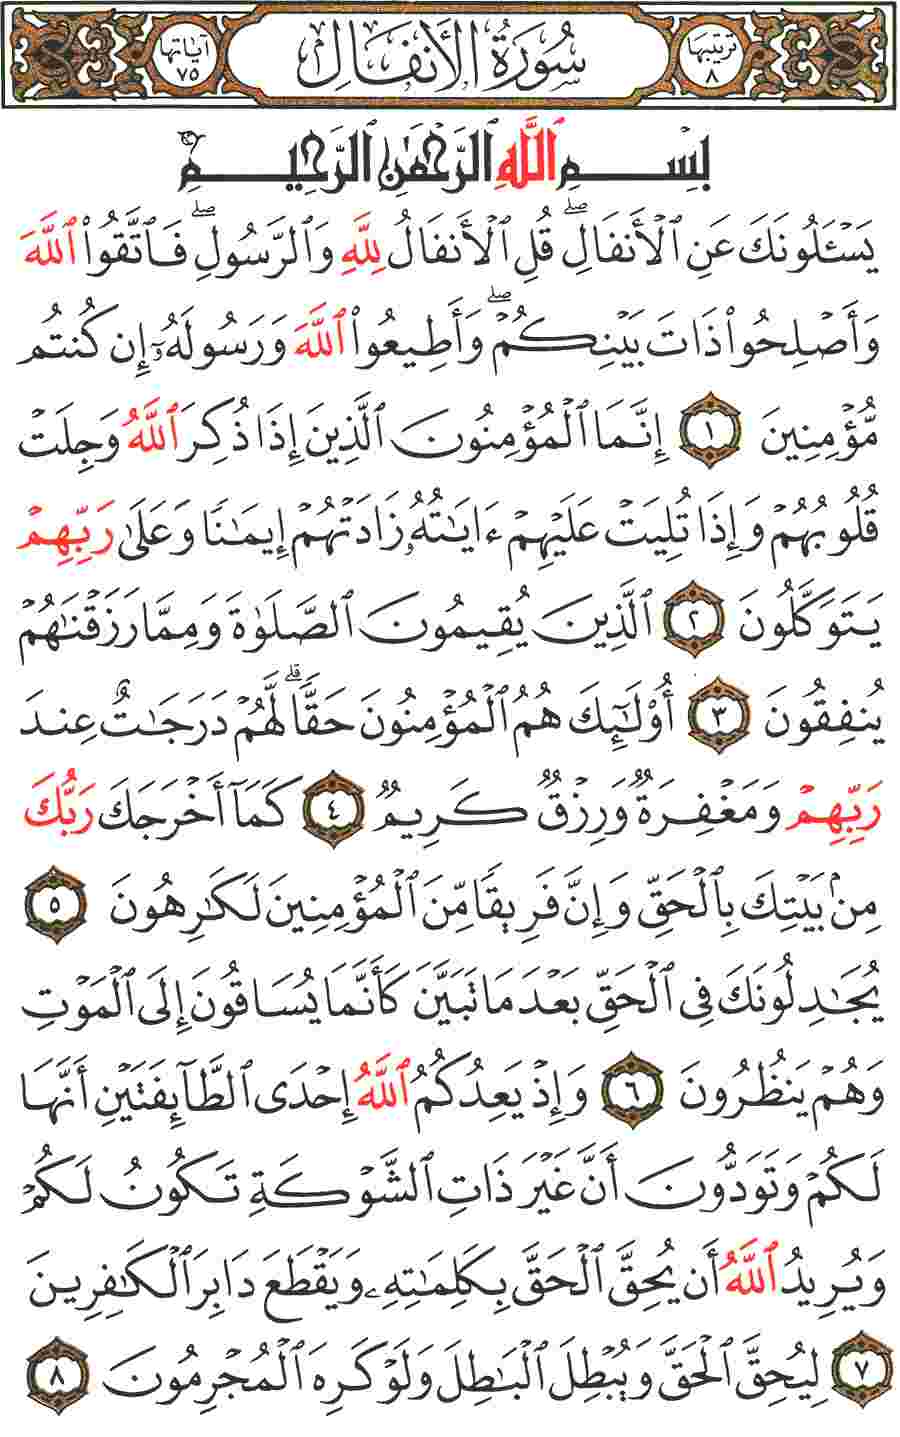 ترتيبها ٨ سُورَةُ الأَنفَالِ آياتها ٧٥
بِسْمِ ٱللَّهِ ٱلرَّحْمَٰنِ ٱلرَّحِيمِ
يَسْـَٔلُونَكَ عَنِ ٱلْأَنفَالِ ۖ قُلِ ٱلْأَنفَالُ لِلَّهِ وَٱلرَّسُولِ ۖ فَٱتَّقُوا۟ ٱللَّهَ
وَأَصْلِحُوا۟ ذَاتَ بَيْنِكُمْ ۖ وَأَطِيعُوا۟ ٱللَّهَ وَرَسُولَهُۥٓ إِن كُنتُم
مُّؤْمِنِينَ ١ إِنَّمَا ٱلْمُؤْمِنُونَ ٱلَّذِينَ إِذَا ذُكِرَ ٱللَّهُ وَجِلَتْ
قُلُوبُهُمْ وَإِذَا تُلِيَتْ عَلَيْهِمْ ءَايَٰتُهُۥ زَادَتْهُمْ إِيمَٰنًا وَعَلَىٰ رَبِّهِمْ
يَتَوَكَّلُونَ ٢ ٱلَّذِينَ يُقِيمُونَ ٱلصَّلَوٰةَ وَمِمَّا رَزَقْنَٰهُمْ
يُنفِقُونَ ٣ أُو۟لَٰٓئِكَ هُمُ ٱلْمُؤْمِنُونَ حَقًّا ۚ لَّهُمْ دَرَجَٰتٌ عِندَ
رَبِّهِمْ وَمَغْفِرَةٌ وَرِزْقٌ كَرِيمٌ ٤ كَمَآ أَخْرَجَكَ رَبُّكَ
مِنۢ بَيْتِكَ بِٱلْحَقِّ وَإِنَّ فَرِيقًا مِّنَ ٱلْمُؤْمِنِينَ لَكَٰرِهُونَ ٥
يُجَٰدِلُونَكَ فِى ٱلْحَقِّ بَعْدَ مَا تَبَيَّنَ كَأَنَّمَا يُسَاقُونَ إِلَى ٱلْمَوْتِ
وَهُمْ يَنظُرُونَ ٦ وَإِذْ يَعِدُكُمُ ٱللَّهُ إِحْدَى ٱلطَّآئِفَتَيْنِ أَنَّهَا
لَكُمْ وَتَوَدُّونَ أَنَّ غَيْرَ ذَاتِ ٱلشَّوْكَةِ تَكُونُ لَكُمْ
وَيُرِيدُ ٱللَّهُ أَن يُحِقَّ ٱلْحَقَّ بِكَلِمَٰتِهِۦ وَيَقْطَعَ دَابِرَ ٱلْكَٰفِرِينَ
٧ لِيُحِقَّ ٱلْحَقَّ وَيُبْطِلَ ٱلْبَٰطِلَ وَلَوْ كَرِهَ ٱلْمُجْرِمُونَ ٨